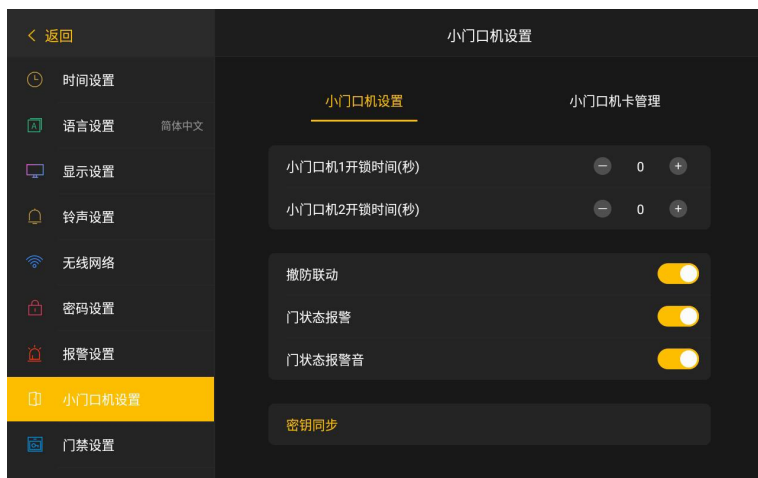 返回
小门口机设置
时间设置
语言设置 简体中文
显示设置
铃声设置
无线网络
密码设置
报警设置
小门口机设置
门禁设置
小门口机设置 小门口机卡管理
小门口机1开锁时间(秒) 0
小门口机2开锁时间(秒) 0
撤防联动
门状态报警
门状态报警音
密钥同步